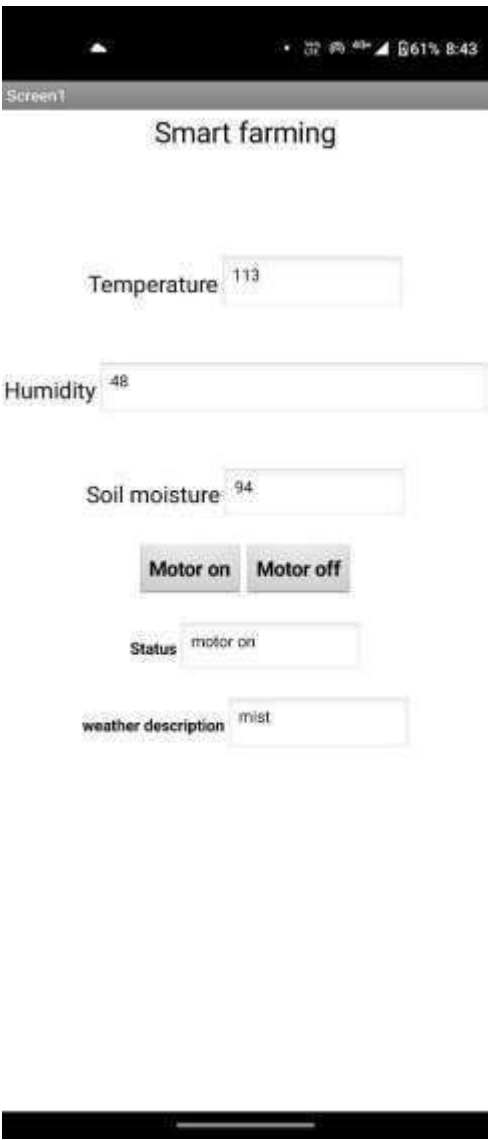 61% 8:43
Screen1
Smart farming
Temperature 113
Humidity 48
Soil moisture 94
Motor on Motor off
Status motor on
weather description mist